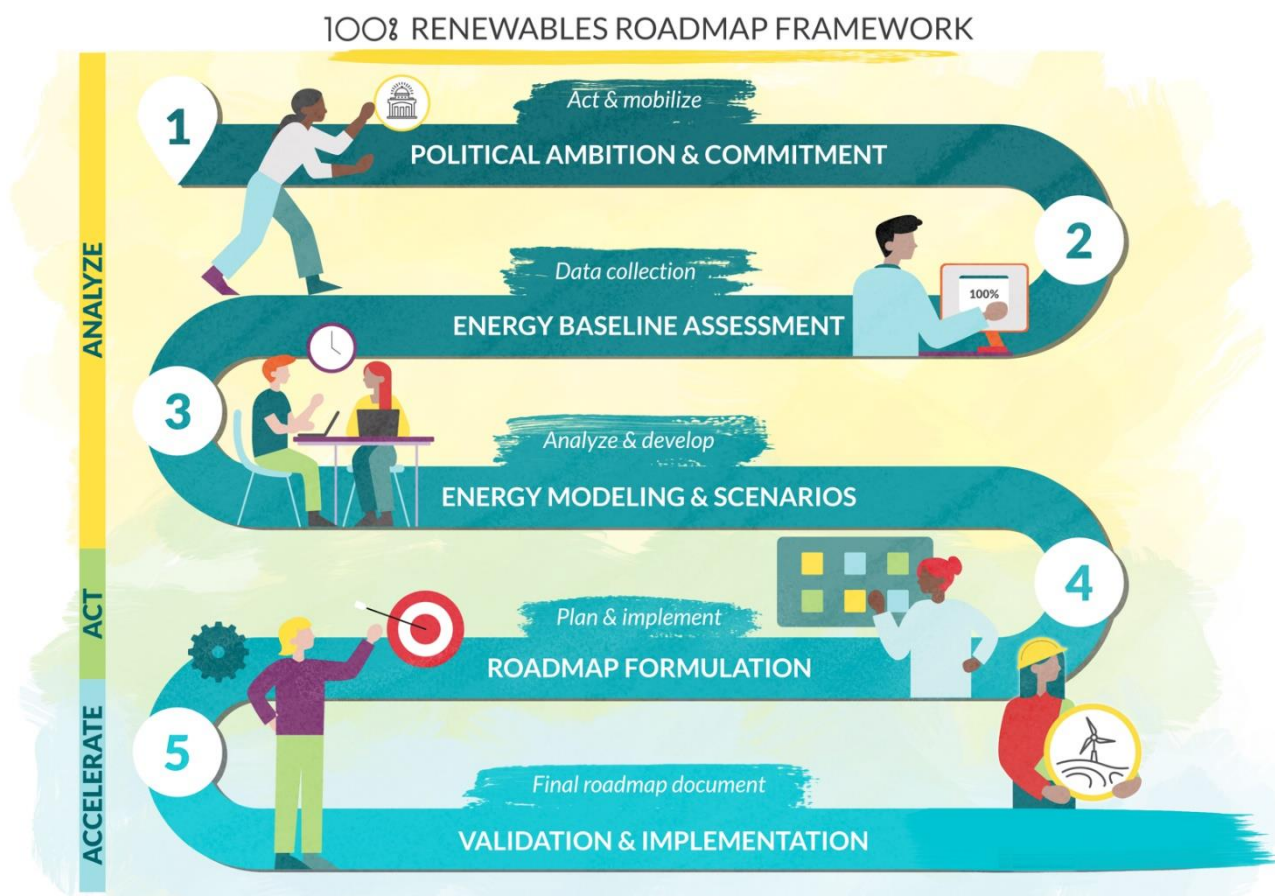 100% RENEWABLES ROADMAP FRAMEWORK
ANALYZE
1
Act & mobilize
POLITICAL AMBITION & COMMITMENT
2
Data collection
100%
ENERGY BASELINE ASSESSMENT
3
Analyze & develop
ENERGY MODELING & SCENARIOS
ACT
4
Plan & implement
ROADMAP FORMULATION
ACCELERATE
5
Final roadmap document
VALIDATION & IMPLEMENTATION